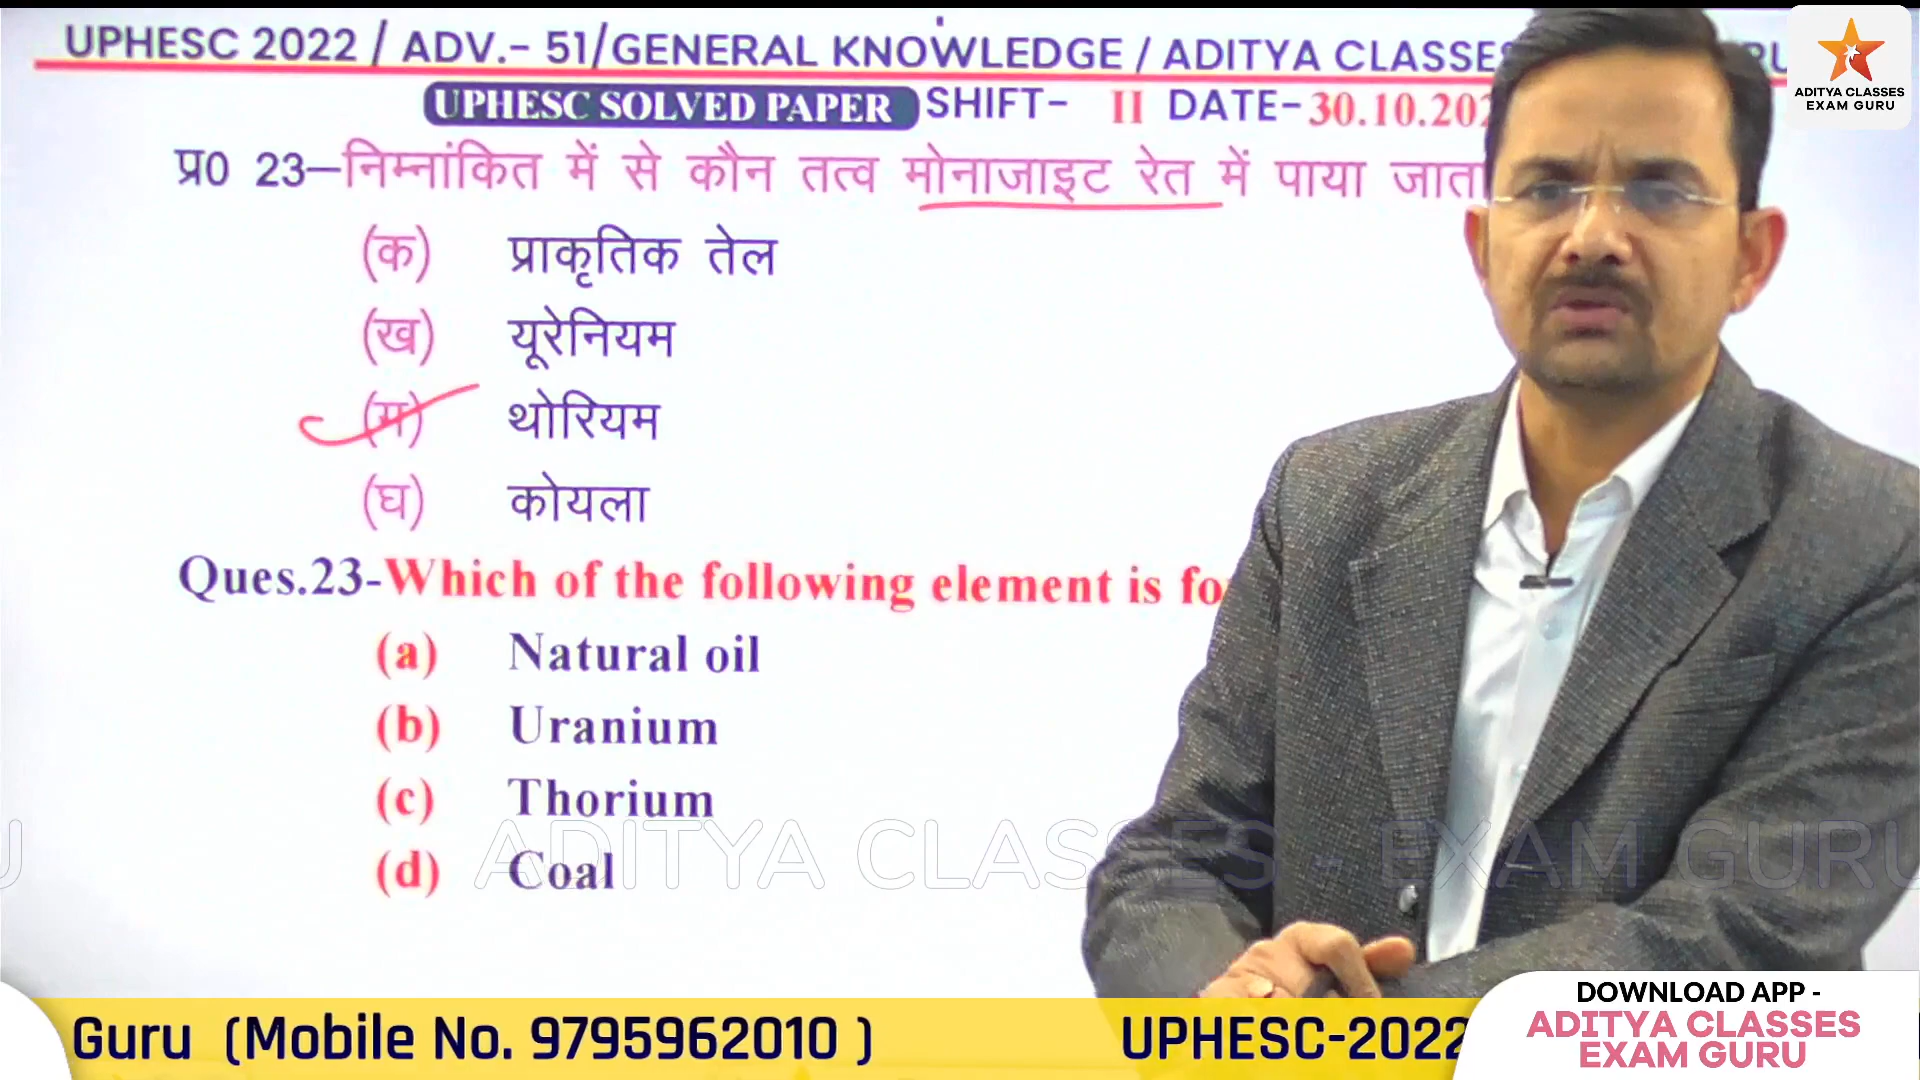 UPHESC 2022 / ADV.- 51/GENERAL KNOWLEDGE / ADITYA CLASSES
ADITYA CLASSES
EXAM GURU
UPHESC SOLVED PAPER SHIFT- II DATE-30.10.202
प्र0 23–निम्नांकित में से कौन तत्व मोनाजाइट रेत में पाया जाता
(क) प्राकृतिक तेल
(ख) यूरेनियम
(ग) थोरियम
(घ) कोयला
Ques.23-Which of the following element is fo
(a) Natural oil
(b) Uranium
(c) Thorium
(d) Coal
ADITYA CLASSES - EXAM GURU
Guru (Mobile No. 9795962010 )
UPHESC-2022
DOWNLOAD APP -
ADITYA CLASSES
EXAM GURU